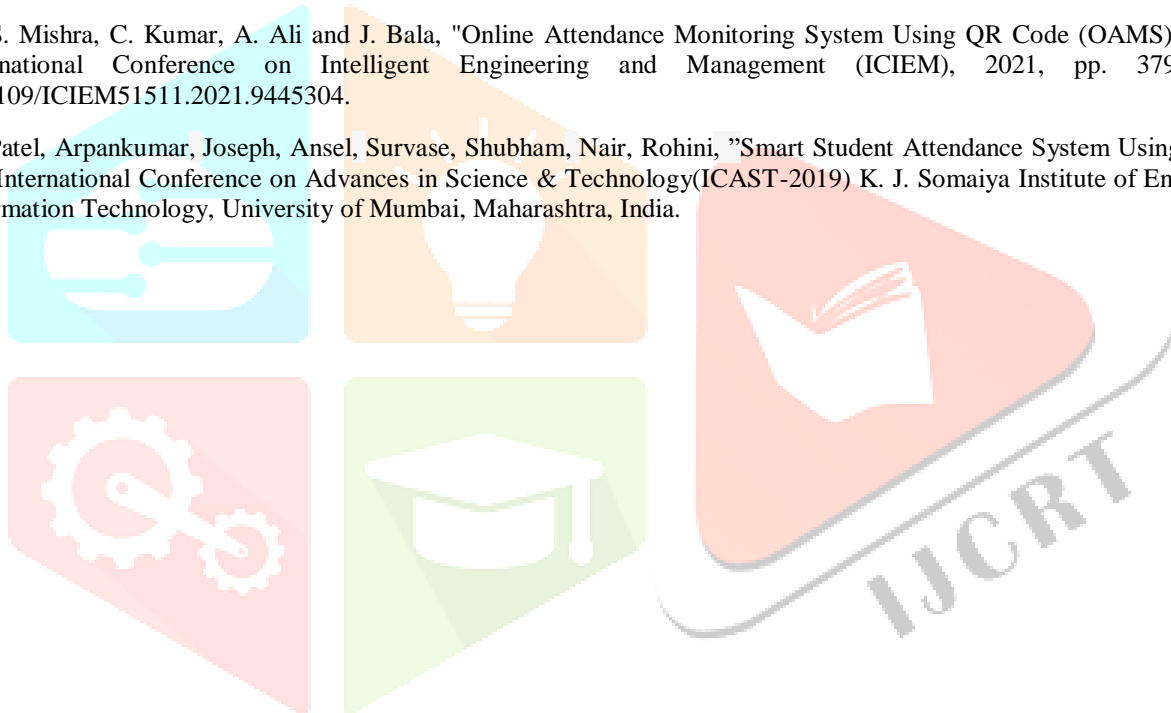 S. Mishra, C. Kumar, A. Ali and J. Bala, "Online Attendance Monitoring System Using QR Code (OAMS)
national Conference on Intelligent Engineering and Management (ICIEM), 2021, pp. 379
109/ICIEM51511.2021.9445304.
Patel, Arpankumar, Joseph, Ansel, Survase, Shubham, Nair, Rohini, ”Smart Student Attendance System Using
International Conference on Advances in Science & Technology(ICAST-2019) K. J. Somaiya Institute of En
rmation Technology, University of Mumbai, Maharashtra, India.
IJCRT